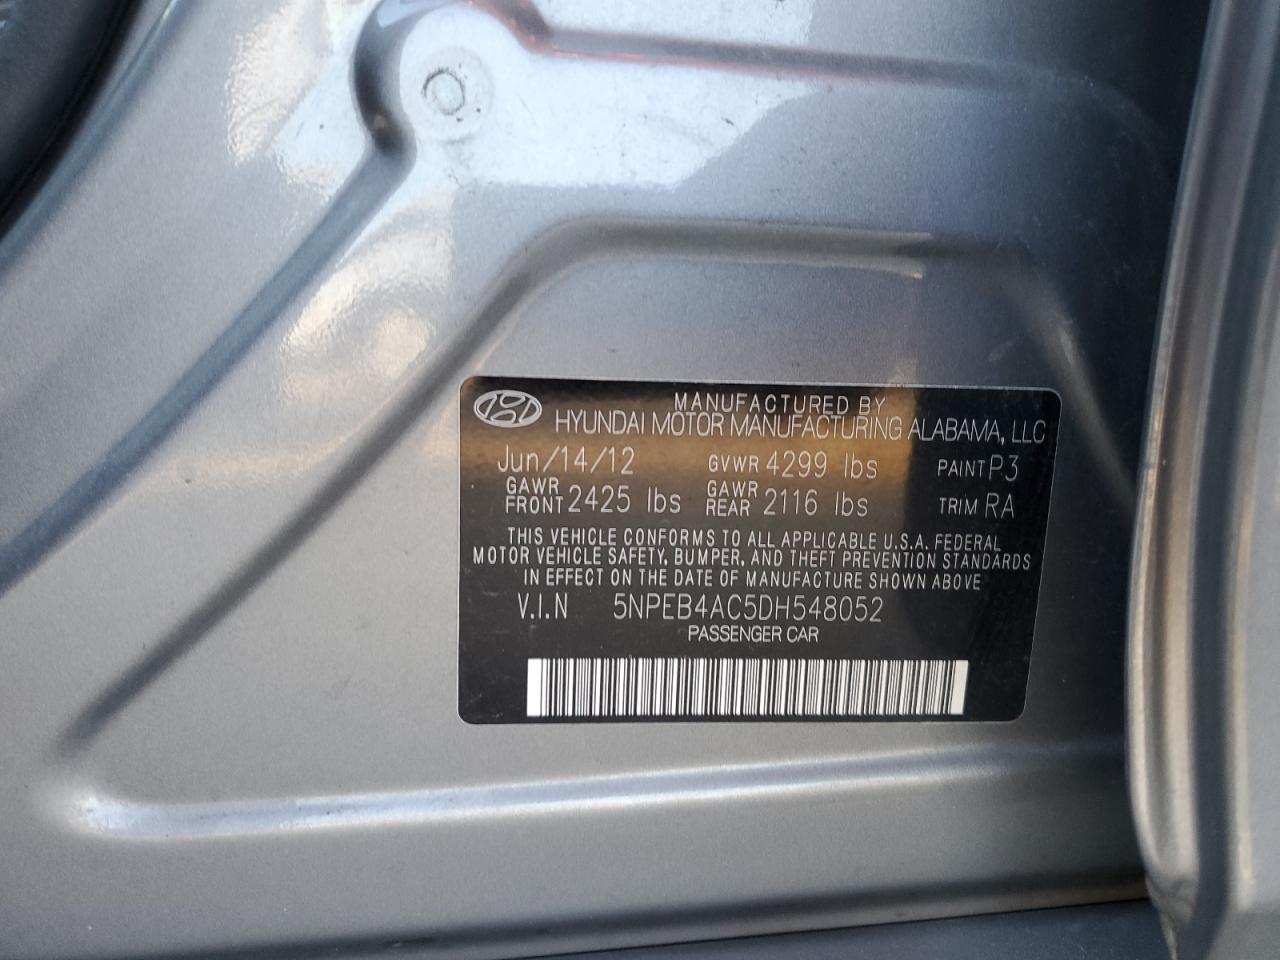 MANUFACTURED BY
HYUNDAI MOTOR MANUFACTURING ALABAMA, LLC
Jun/14/12 GVWR 4299 lbs PAINT P3
GAWR FRONT 2425 lbs GAWR REAR 2116 lbs TRIM RA
THIS VEHICLE CONFORMS TO ALL APPLICABLE U.S.A. FEDERAL
MOTOR VEHICLE SAFETY, BUMPER, AND THEFT PREVENTION STANDARDS
IN EFFECT ON THE DATE OF MANUFACTURE SHOWN ABOVE
V.I.N 5NPEB4AC5DH548052
PASSENGER CAR